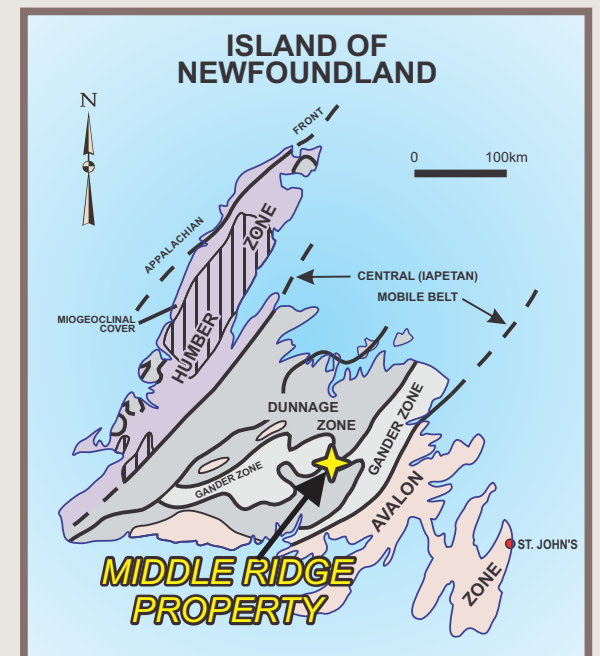 ISLAND OF
NEWFOUNDLAND
N
FRONT
0 100km
APPALACHIAN
ZONE
CENTRAL (IAPETAN)
MOBILE BELT
MIOGEOCLINAL
COVER
HUMBER
DUNNAGE
ZONE
GANDER ZONE
GANDER ZONE
AVALON
ZONE
ST. JOHN'S
MIDDLE RIDGE
PROPERTY